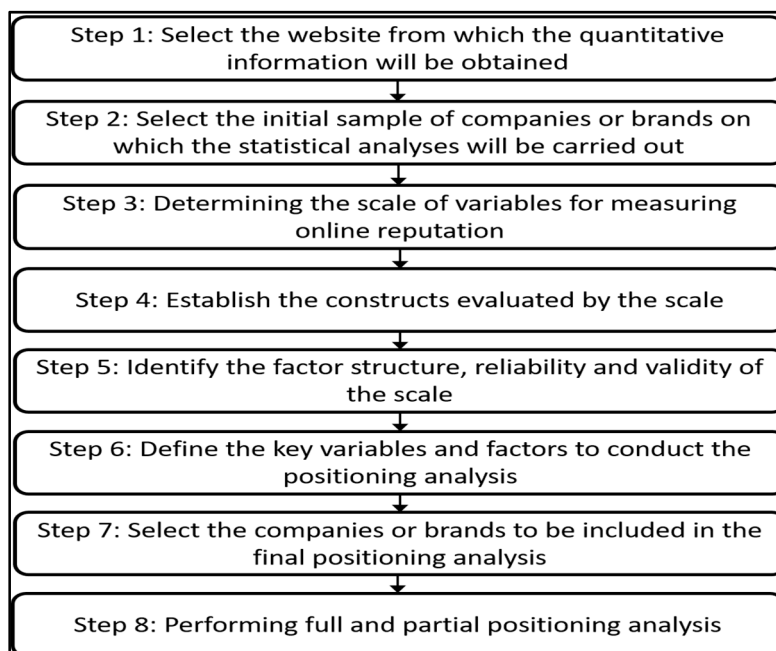 Step 1: Select the website from which the quantitative
information will be obtained
Step 2: Select the initial sample of companies or brands on
which the statistical analyses will be carried out
Step 3: Determining the scale of variables for measuring
online reputation
Step 4: Establish the constructs evaluated by the scale
Step 5: Identify the factor structure, reliability and validity of
the scale
Step 6: Define the key variables and factors to conduct the
positioning analysis
Step 7: Select the companies or brands to be included in the
final positioning analysis
Step 8: Performing full and partial positioning analysis